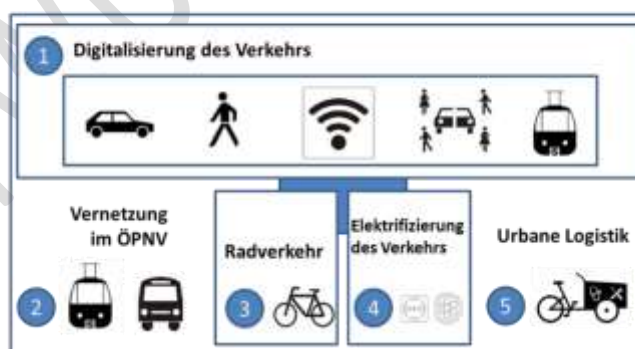 1 Digitalisierung des Verkehrs
Vernetzung
im ÖPNV
Radverkehr
Elektrifizierung
des Verkehrs
Urbane Logistik
2
3
4
5